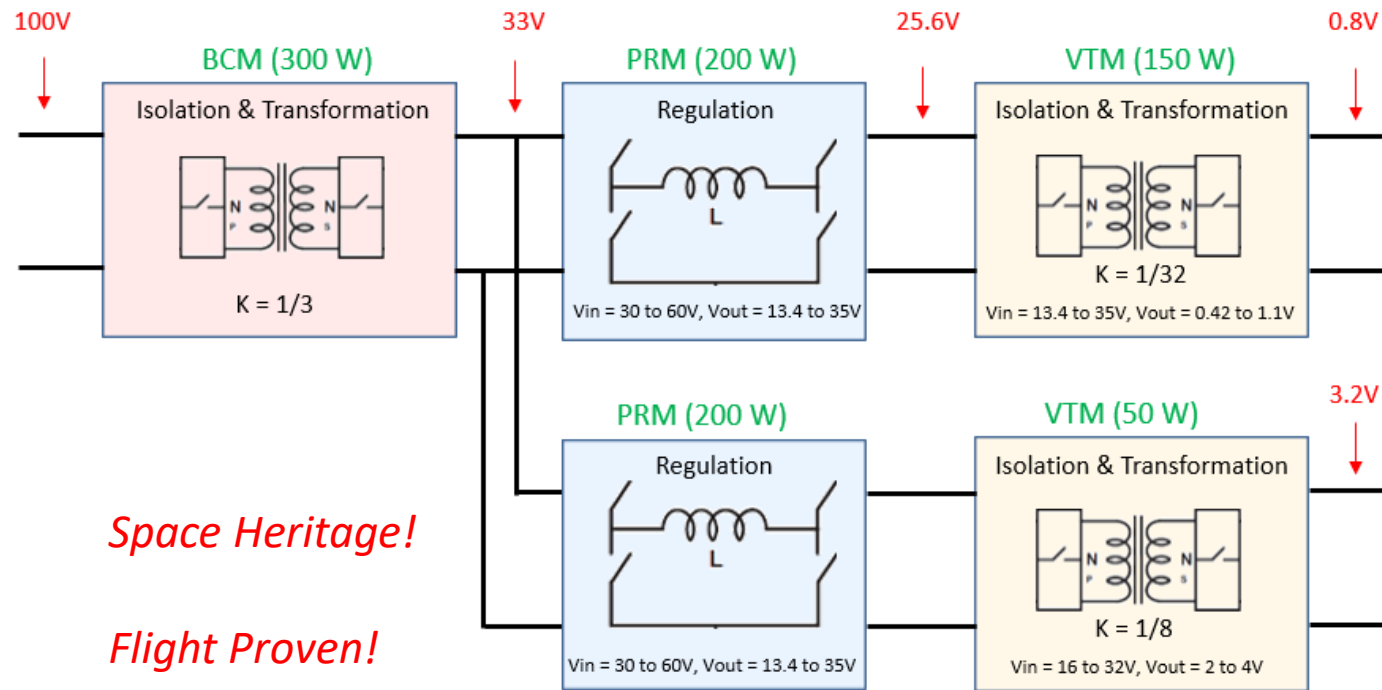 100V
33V
25.6V
0.8V
BCM (300 W)
PRM (200 W)
VTM (150 W)
Isolation & Transformation
N
P
N
S
K = 1/3
Regulation
L
Vin = 30 to 60V, Vout = 13.4 to 35V
Isolation & Transformation
N
P
N
S
K = 1/32
Vin = 13.4 to 35V, Vout = 0.42 to 1.1V
3.2V
PRM (200 W)
VTM (50 W)
Regulation
L
Vin = 30 to 60V, Vout = 13.4 to 35V
Isolation & Transformation
N
P
N
S
K = 1/8
Vin = 16 to 32V, Vout = 2 to 4V
Space Heritage!
Flight Proven!